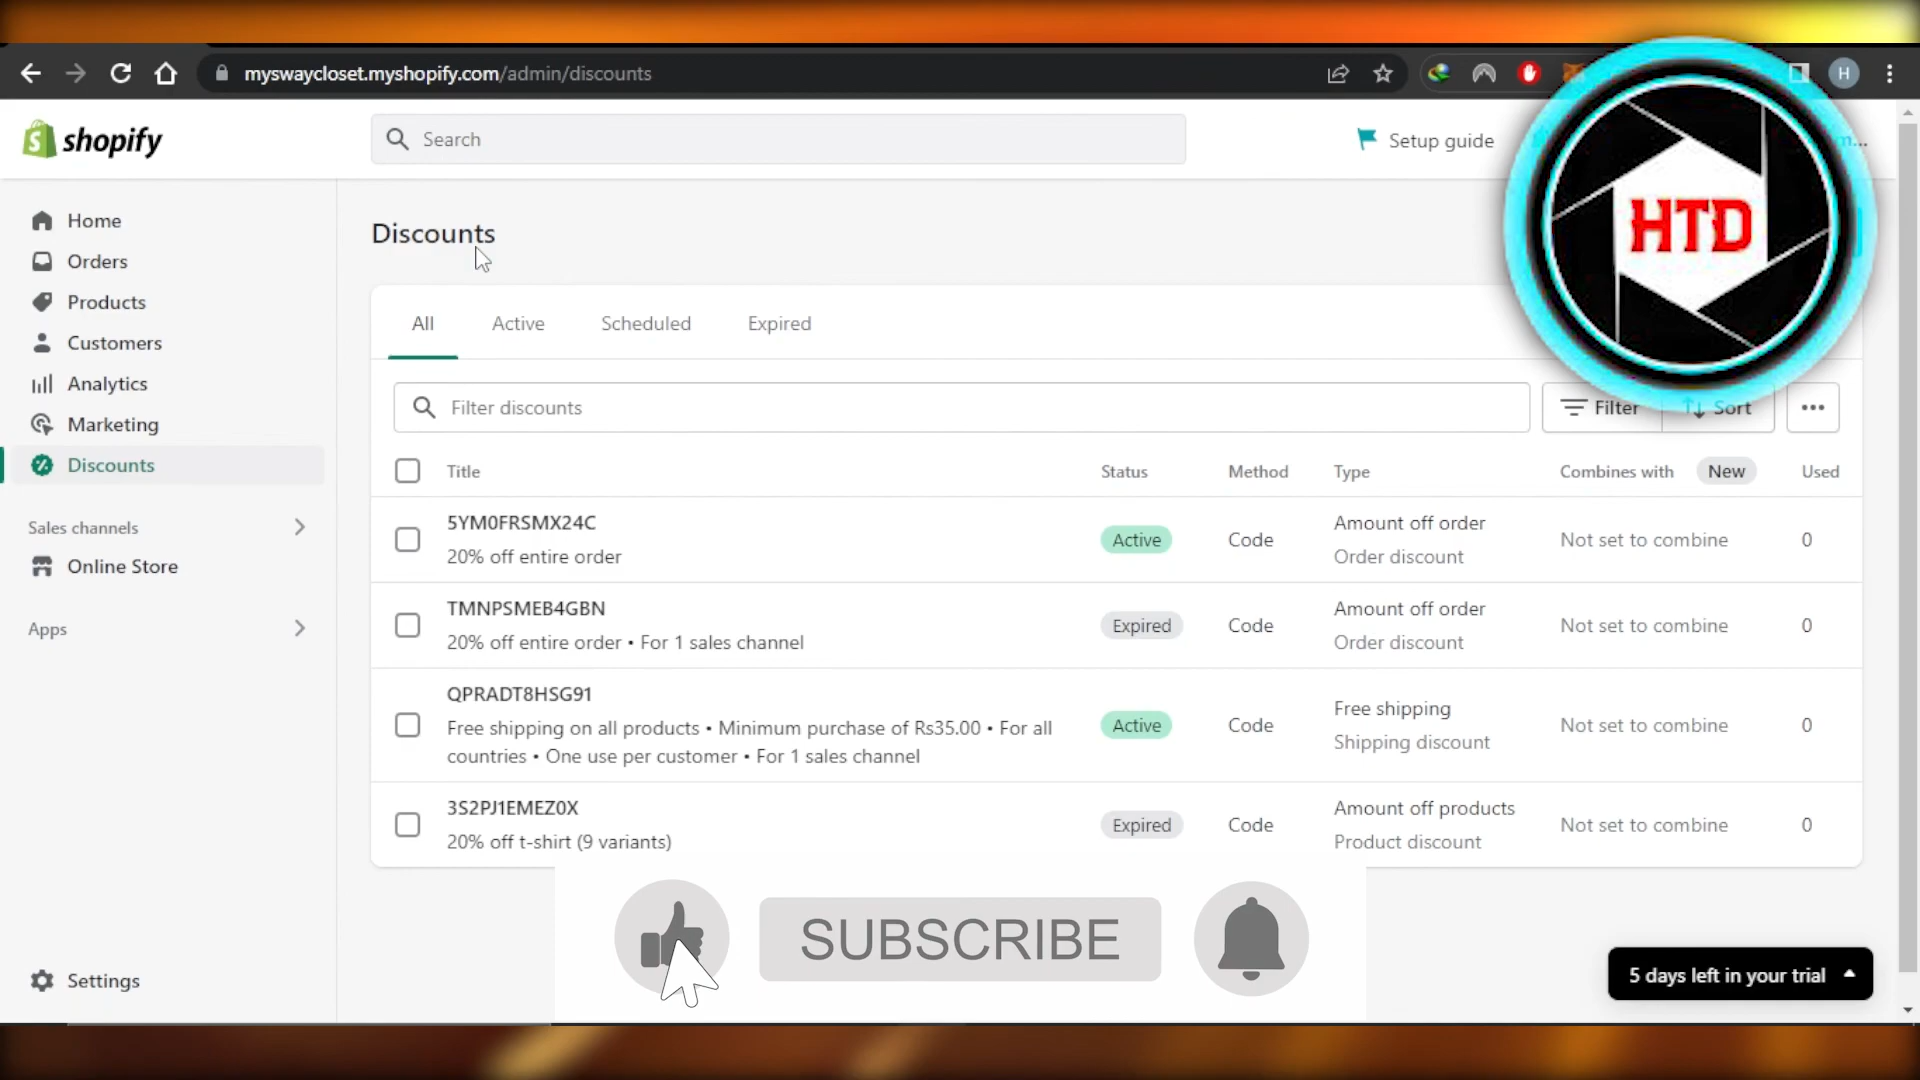 myswaycloset.myshopify.com/admin/discounts
H
shopify
Search
Setup guide
HTD
Home
Orders
Products
Customers
Analytics
Marketing
Discounts
Sales channels
Online Store
Apps
Settings
Discounts
All Active Scheduled Expired
Filter discounts
Filter Sort
Title Status Method Type Combines with New Used
5YM0FRSMX24C
20% off entire order
Active Code Amount off order
Order discount
Not set to combine 0
TMNPSMEB4GBN
20% off entire order • For 1 sales channel
Expired Code Amount off order
Order discount
Not set to combine 0
QPRADT8HSG91
Free shipping on all products • Minimum purchase of Rs35.00 • For all
countries • One use per customer • For 1 sales channel
Active Code Free shipping
Shipping discount
Not set to combine 0
3S2PJ1EMEZ0X
20% off t-shirt (9 variants)
Expired Code Amount off products
Product discount
Not set to combine 0
SUBSCRIBE
5 days left in your trial